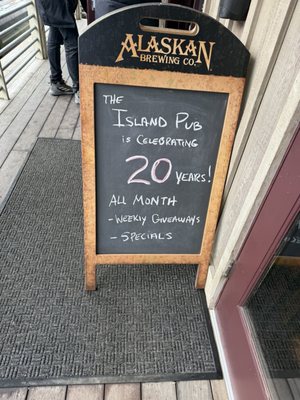 ALASKAN
BREWING CO.
THE
ISLAND PUB
IS CELEBRATING
20 YEARS!
ALL MONTH
-WEEKLY GIVEAWAYS
-SPECIALS